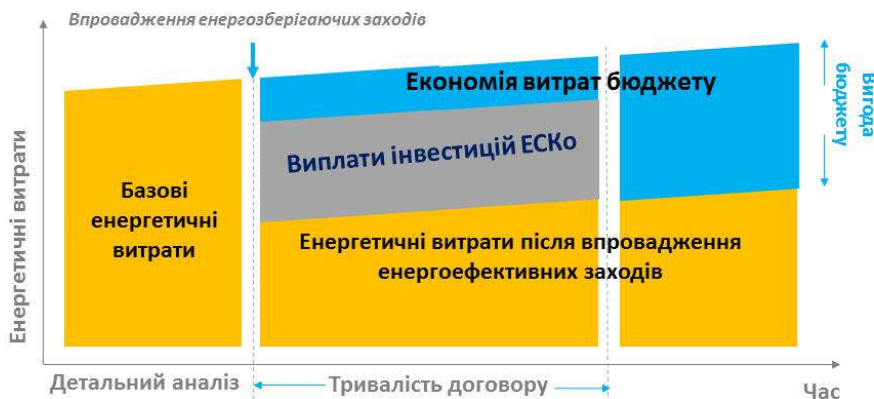 Впровадження енергозберігаючих заходів
Енергетичні витрати
Базові
енергетичні
витрати
Економія витрат бюджету
Виплати інвестицій ЕСКо
Енергетичні витрати після впровадження
енергоефективних заходів
Вигода
бюджету
Детальний аналіз
Тривалість договору
Час